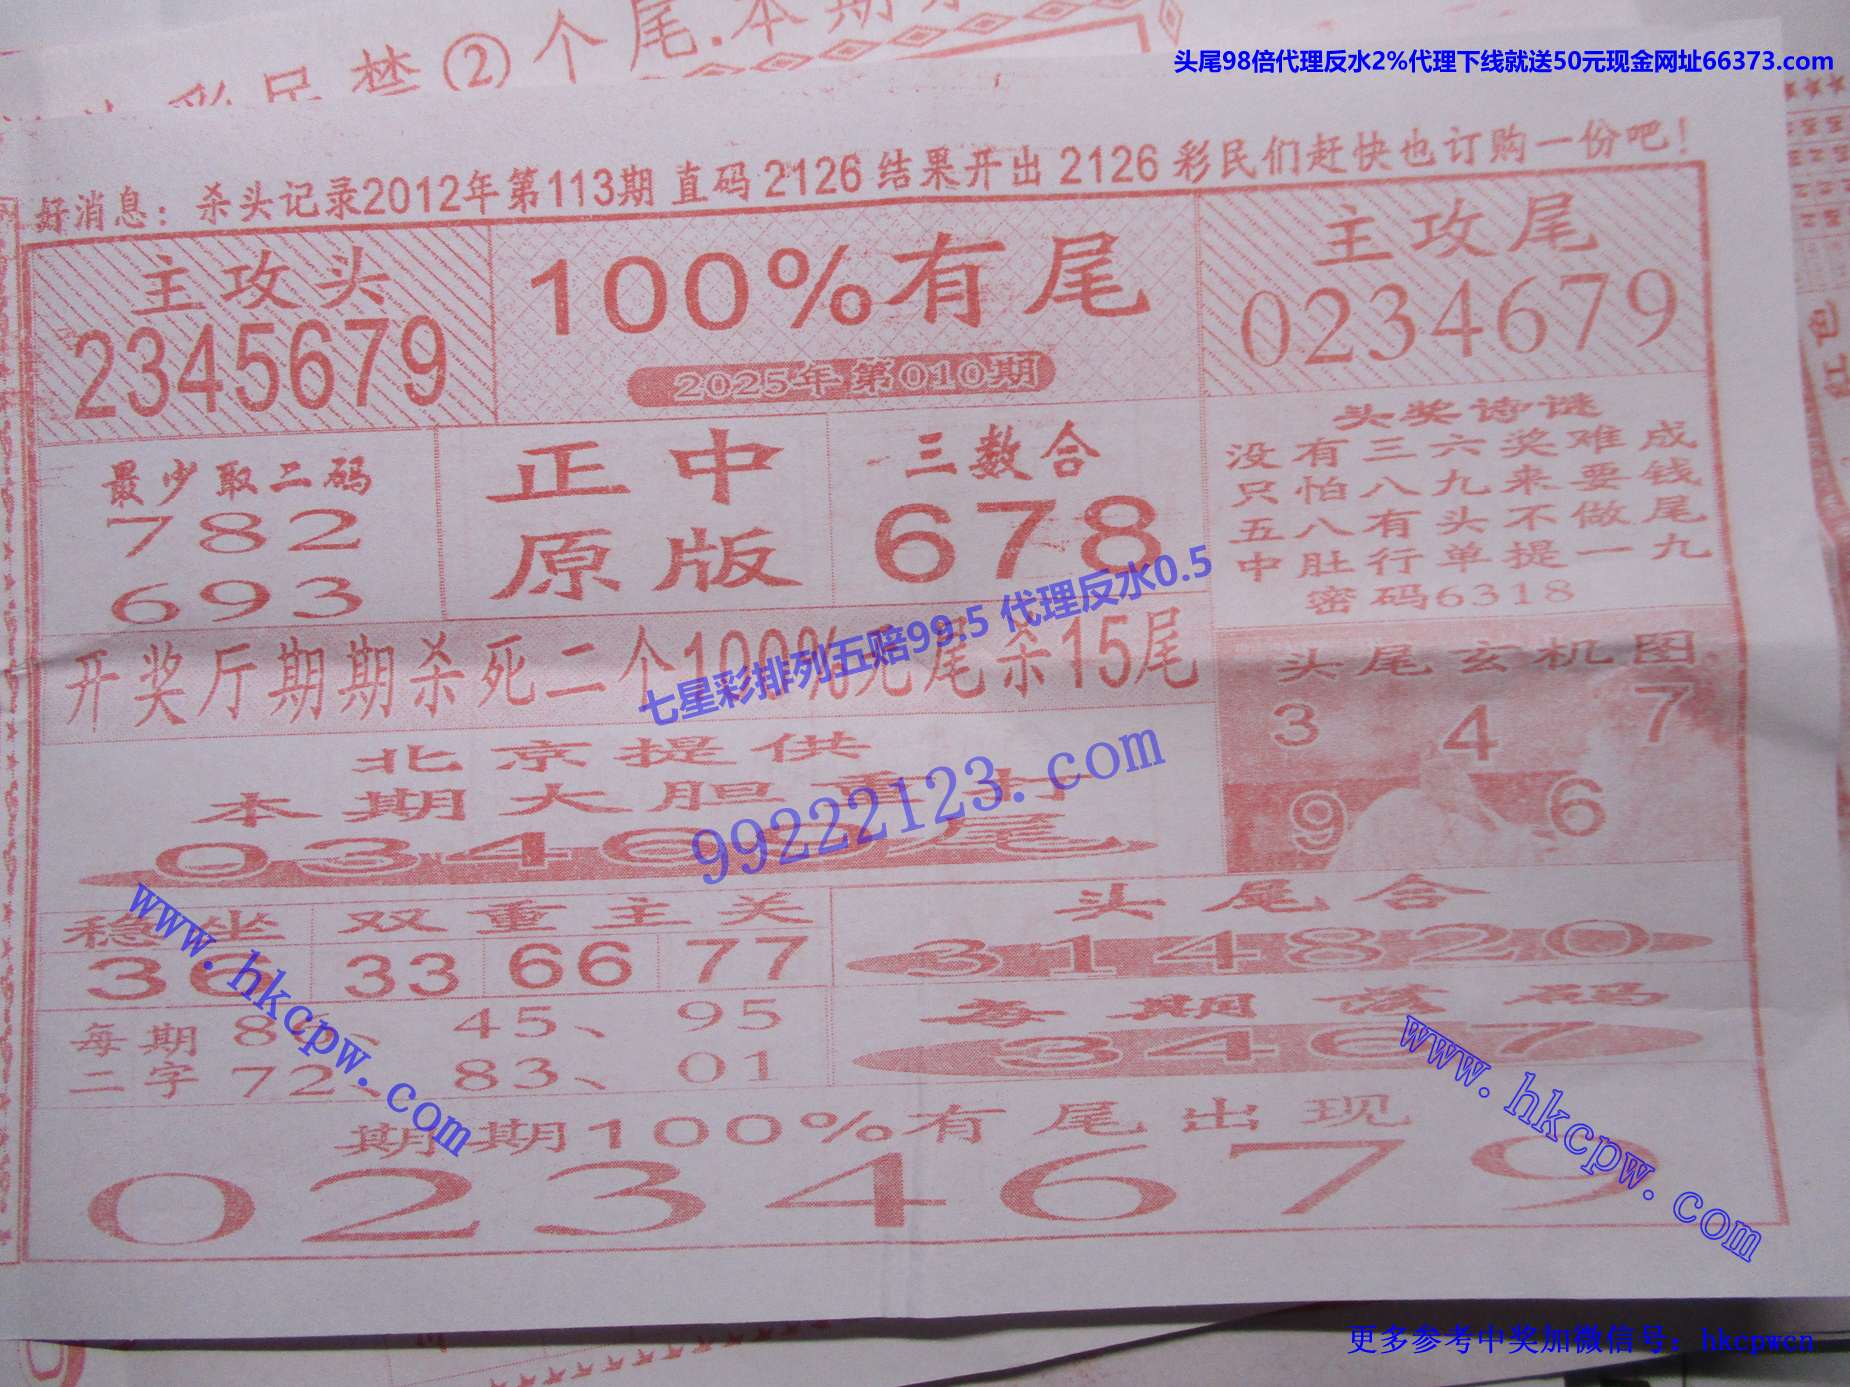 彩民梦②个尾.本期
头尾98倍代理反水2%代理下线就送50元现金网址66373.com
好消息：杀头记录2012年第113期 直码 2126 结果开出 2126 彩民们赶快也订购一份吧！
主攻头
2345679
100%有尾
2025年第010期
主攻尾
0234679
最少取二码
782
693
正中
原版
三数合
678
头奖诗谜
没有三六奖难成
只怕八九来要钱
五八有头不做尾
中肚行单提一九
密码6318
开奖厅期期杀死二个100%无尾杀15尾
七星彩排列五赔99.5 代理反水0.5
头尾玄机图
3 4 7
9 6
北京提供
本期大胆重打
99222123.com
稳坐
双重主关
33 66 77
头尾合
314820
每期
二字
45、 95
72、 83、 01
每期落码
3467
www.hkcpw.com
www.hkcpw.com
期期100%有尾出现
0234679
更多参考中奖加微信号：hkcpwcn